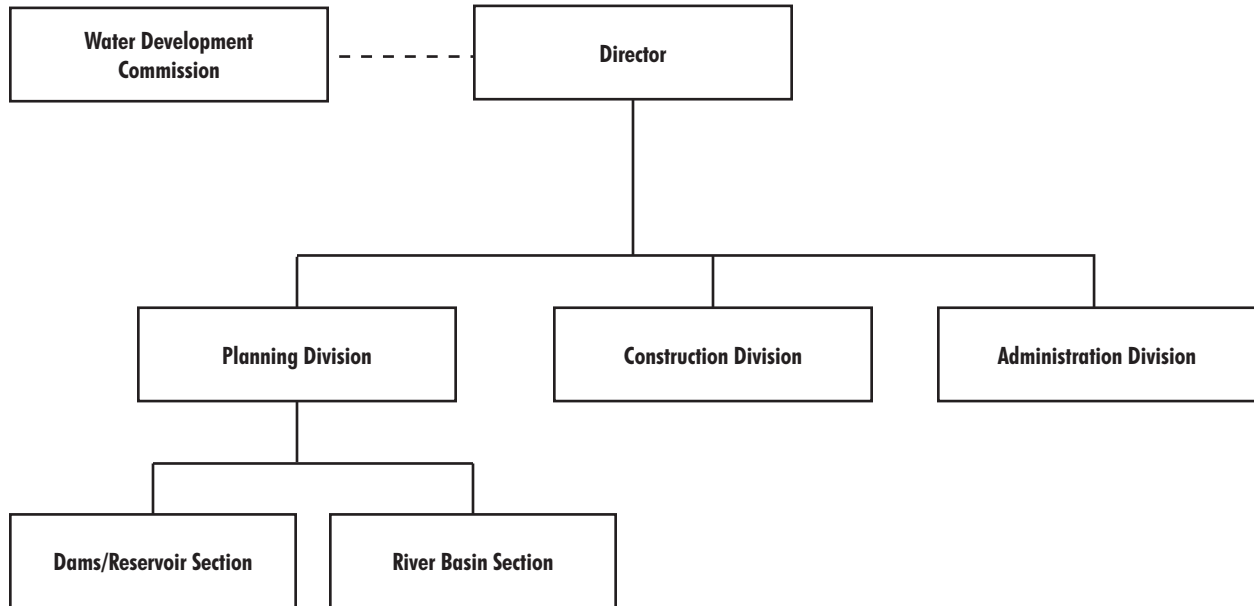 Water Development
Commission
Director
Planning Division
Construction Division
Administration Division
Dams/Reservoir Section
River Basin Section